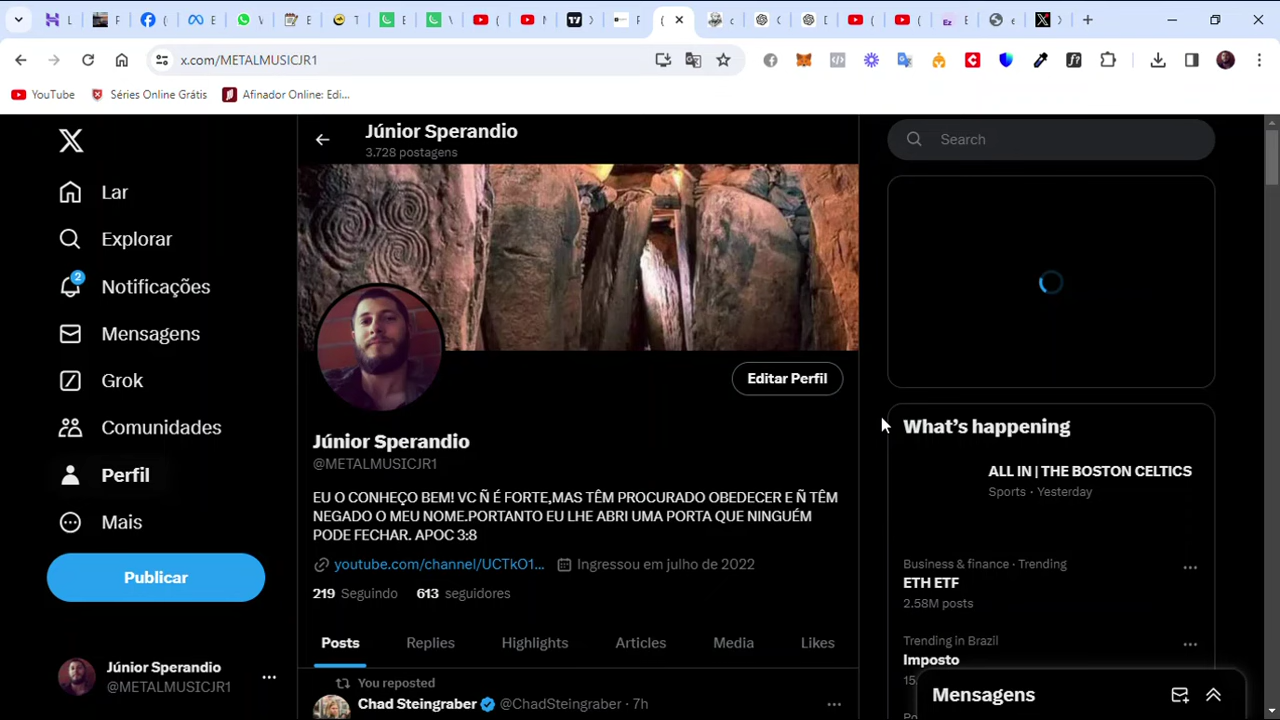 x.com/METALMUSICJR1
YouTube
Séries Online Grátis
Afinador Online: Edi...
Júnior Sperandio
3.728 postagens
Search
Lar
Explorar
2
Notificações
Mensagens
Grok
Comunidades
Perfil
Mais
Publicar
Júnior Sperandio
@METALMUSICJR1
Editar Perfil
Júnior Sperandio
@METALMUSICJR1
EU O CONHEÇO BEM! VC Ñ É FORTE,MAS TÊM PROCURADO OBEDECER E Ñ TÊM
NEGADO O MEU NOME.PORTANTO EU LHE ABRI UMA PORTA QUE NINGUÉM
PODE FECHAR. APOC 3:8
youtube.com/channel/UCTkO1... Ingressou em julho de 2022
219 Seguindo 613 seguidores
Posts Replies Highlights Articles Media Likes
You reposted
Chad Steingraber @ChadSteingraber · 7h
What's happening
ALL IN | THE BOSTON CELTICS
Sports · Yesterday
Business & finance · Trending
ETH ETF
2.58M posts
Trending in Brazil
Imposto
Mensagens